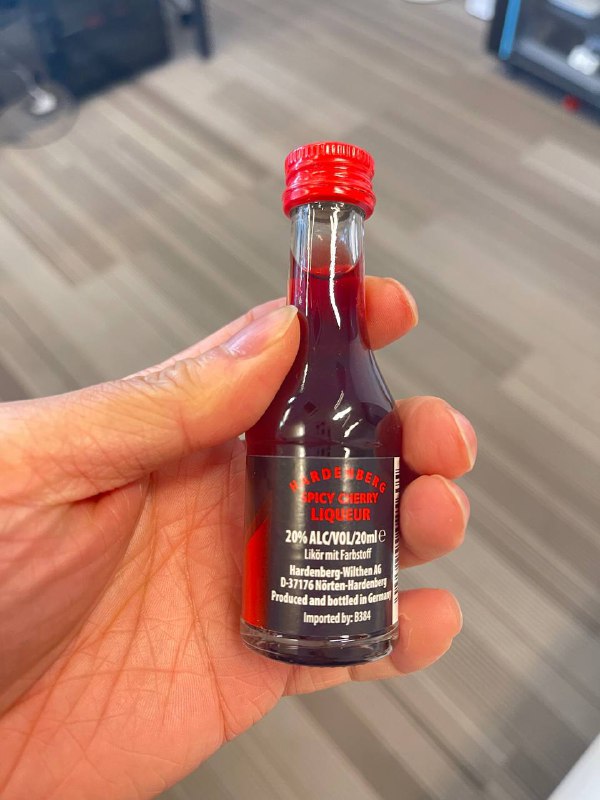 HARDENBERG
SPICY CHERRY
LIQUEUR
20% ALC/VOL/20ml ℮
Likör mit Farbstoff
Hardenberg-Wilthen AG
D-37176 Nörten-Hardenberg
Produced and bottled in Germany
Imported by: B384